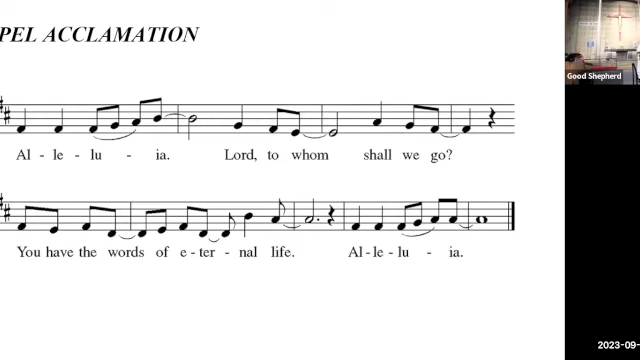 PEL ACCLAMATION
Good Shepherd
Al - le - lu - ia. Lord, to whom shall we go?
You have the words of e - ter - nal life. Al - le - lu - ia.
2023-09-